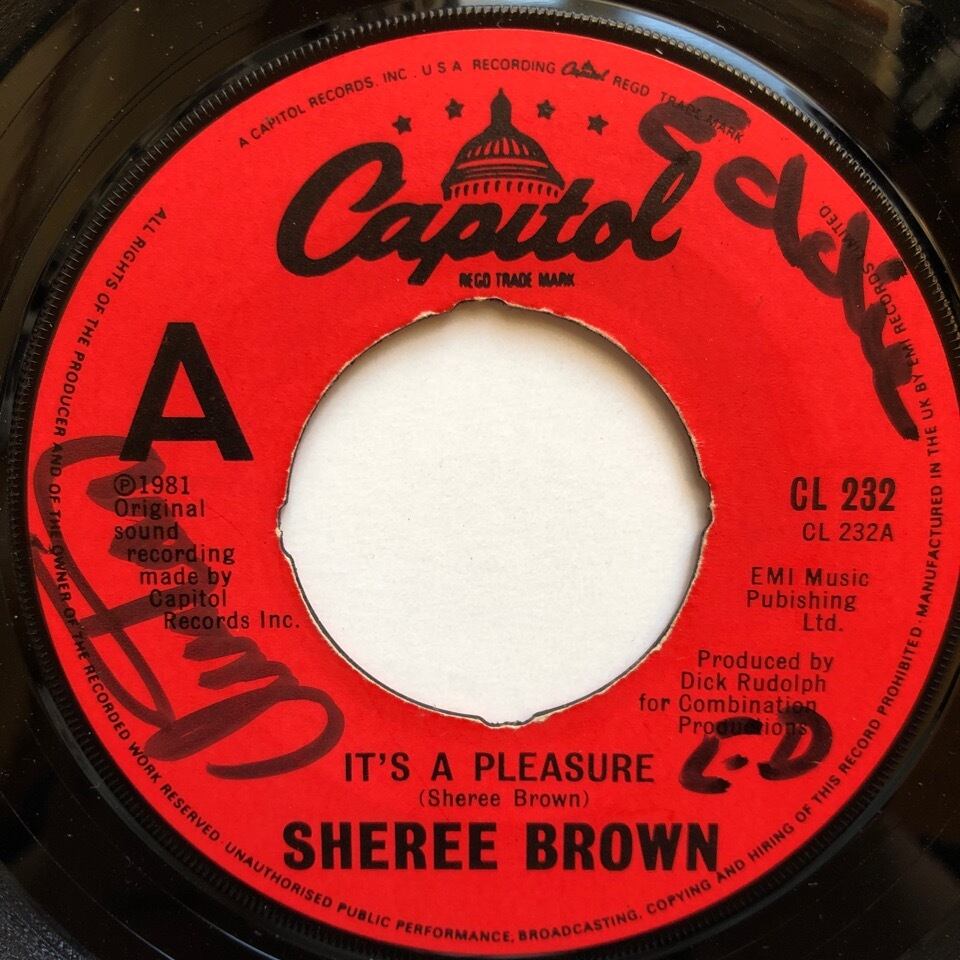 A CAPITOL RECORDS, INC. U S A RECORDING Capitol REGD TRADE MARK
Capitol
REGD TRADE MARK
Eddie
A
℗1981
Original
sound
recording
made by
Capitol
Records Inc.
CL 232
CL 232A
EMI Music
Pubishing
Ltd.
Produced by
Dick Rudolph
for Combination
Productions
L-D
IT'S A PLEASURE
(Sheree Brown)
SHEREE BROWN
ALL RIGHTS OF THE PRODUCER AND OF THE OWNER OF THE RECORDED WORK RESERVED · UNAUTHORISED PUBLIC PERFORMANCE, BROADCASTING, COPYING AND HIRING OF THIS RECORD PROHIBITED · MANUFACTURED IN THE UK BY EMI RECORDS LIMITED.